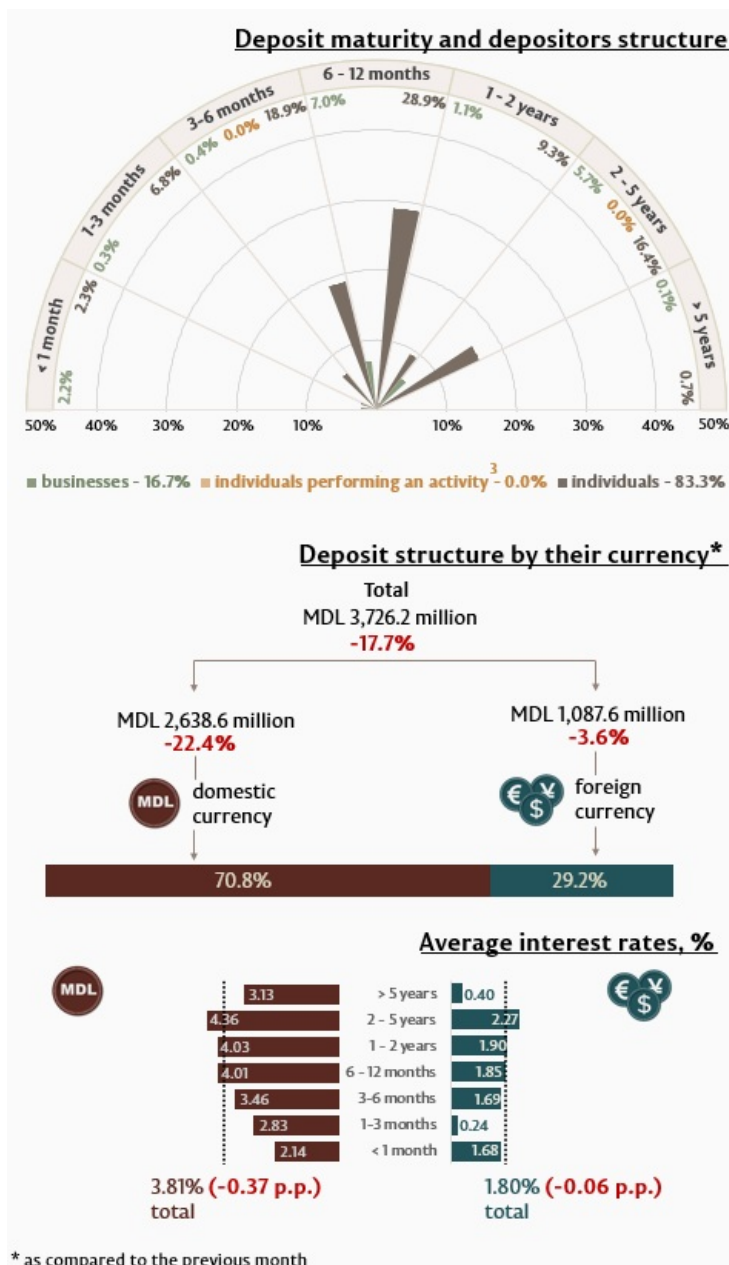 Deposit maturity and depositors structure
< 1 month
1-3 months
3-6 months
6 - 12 months
1 - 2 years
2 - 5 years
> 5 years
2.2%
2.3%
0.3%
6.8%
0.4%
0.0%
18.9%
7.0%
28.9%
1.1%
9.3%
5.7%
0.0%
16.4%
0.1%
0.7%
50% 40% 30% 20% 10% 10% 20% 30% 40% 50%
businesses - 16.7% individuals performing an activity 3 - 0.0% individuals - 83.3%
Deposit structure by their currency*
Total
MDL 3,726.2 million
-17.7%
MDL 2,638.6 million
-22.4%
MDL 1,087.6 million
-3.6%
MDL
domestic
currency
€ ¥ $
foreign
currency
70.8% 29.2%
Average interest rates, %
MDL
€ ¥ $
3.13 > 5 years 0.40
4.36 2 - 5 years 2.27
4.03 1 - 2 years 1.90
4.01 6 - 12 months 1.85
3.46 3-6 months 1.69
2.83 1-3 months 0.24
2.14 < 1 month 1.68
3.81% (-0.37 p.p.)
total
1.80% (-0.06 p.p.)
total
* as compared to the previous month